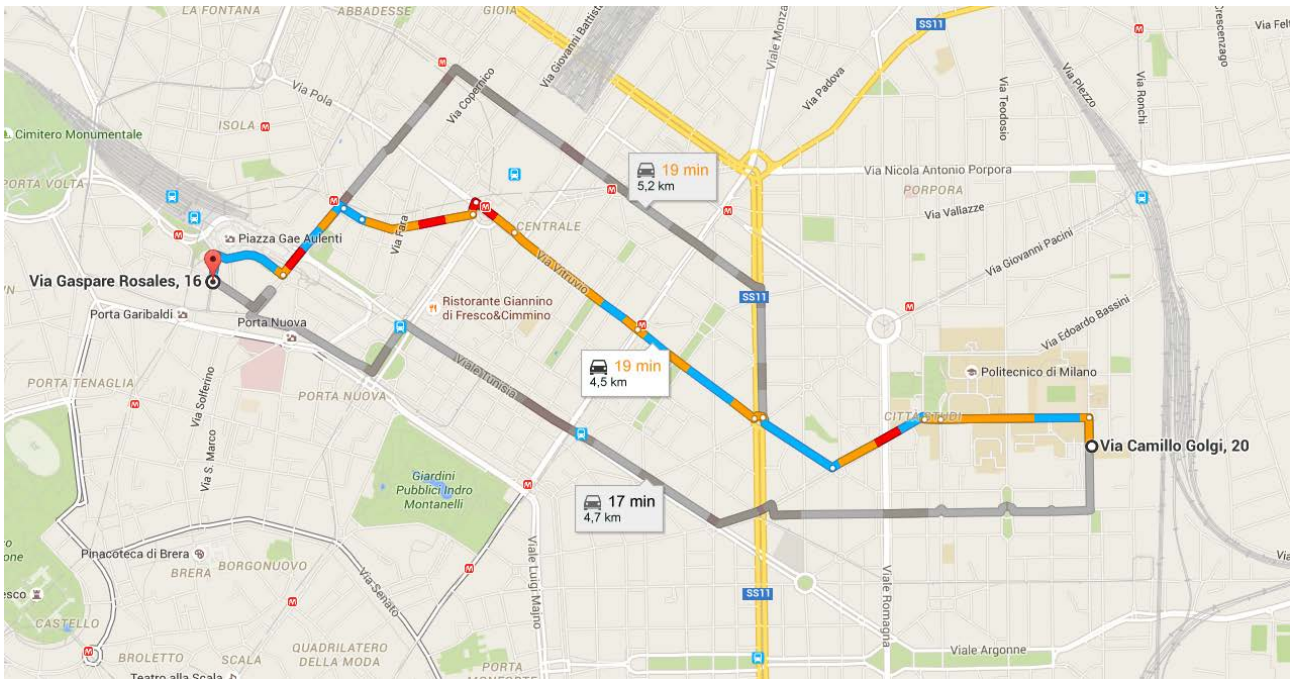 LA FONTANA
ABBADESSE
GIOIA
Via Giovanni Battista
Viale Monza
SS11
Crescenzago
Via Felt
Via Pola
Via Copernico
Via Padova
Via Plezzo
Via Ronchi
Via Teodosio
Cimitero Monumentale
ISOLA
PORTA VOLTA
19 min
5,2 km
Via Nicola Antonio Porpora
PORPORA
Via Vallazze
Via Fara
CENTRALE
Piazza Gae Aulenti
Via Giovanni Pacini
Via Gaspare Rosales, 16
Via Vitruvio
SS11
Porta Garibaldi
Porta Nuova
Ristorante Giannino
di Fresco&Cimmino
Via Edoardo Bassini
19 min
4,5 km
Politecnico di Milano
PORTA TENAGLIA
Via Solferino
PORTA NUOVA
Viale Tunisia
CITTÀ STUDI
Via Camillo Golgi, 20
Via S. Marco
Giardini
Pubblici Indro
Montanelli
17 min
4,7 km
Pinacoteca di Brera
BRERA
BORGONUOVO
Via Senato
Viale Luigi Majno
Viale Romagna
SS11
CASTELLO
BROLETTO
SCALA
QUADRILATERO
DELLA MODA
Viale Argonne
PORTA
MONFORTE
Teatro alla Scala